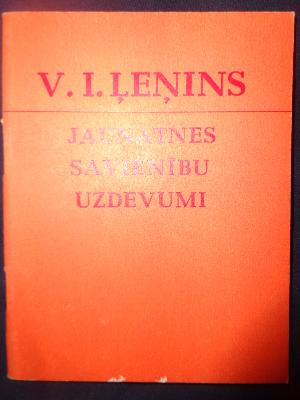 V. I. ĻEŅINS
JAUNATNES
SAVIENĪBU
UZDEVUMI